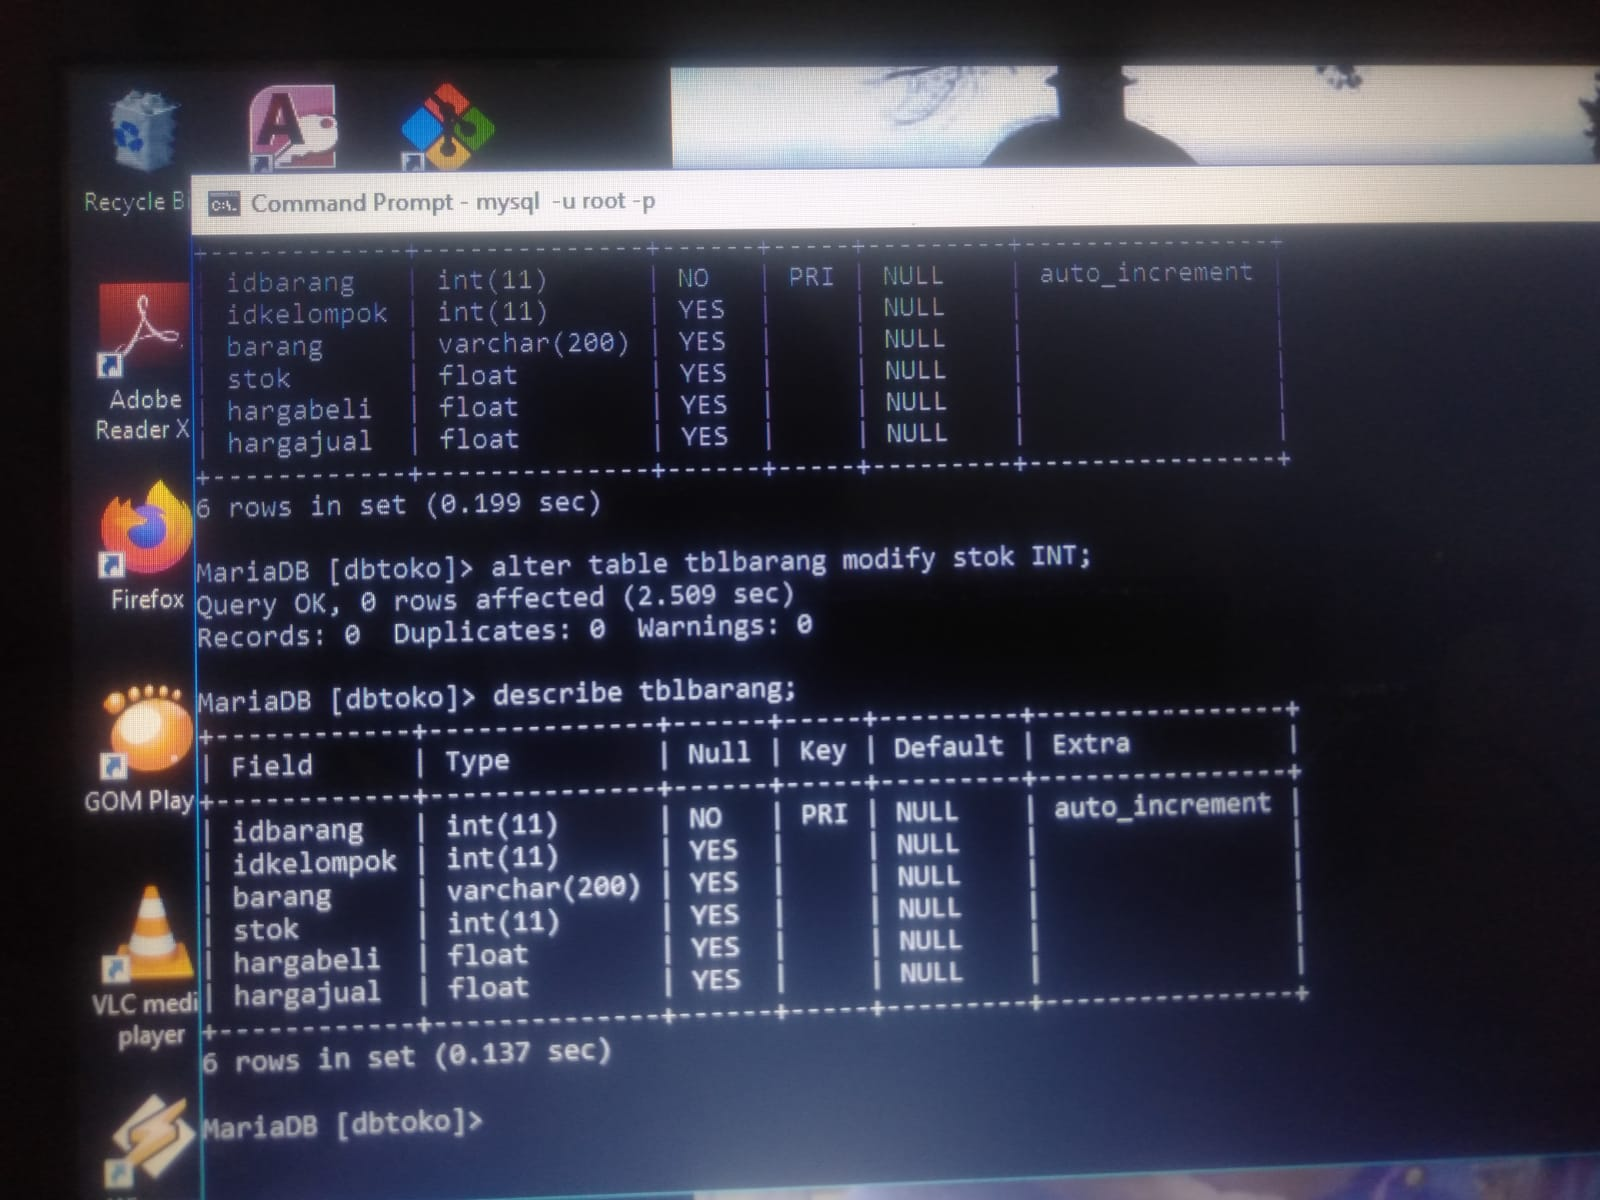 Recycle B
Command Prompt - mysql -u root -p
+-------------+--------------+------+-----+---------+----------------+
| idbarang | int(11) | NO | PRI | NULL | auto_increment |
| idkelompok | int(11) | YES | | NULL | |
| barang | varchar(200) | YES | | NULL | |
| stok | float | YES | | NULL | |
| hargabeli | float | YES | | NULL | |
| hargajual | float | YES | | NULL | |
+-------------+--------------+------+-----+---------+----------------+
6 rows in set (0.199 sec)
MariaDB [dbtoko]> alter table tblbarang modify stok INT;
Query OK, 0 rows affected (2.509 sec)
Records: 0 Duplicates: 0 Warnings: 0
MariaDB [dbtoko]> describe tblbarang;
+-------------+--------------+------+-----+---------+----------------+
| Field | Type | Null | Key | Default | Extra |
+-------------+--------------+------+-----+---------+----------------+
| idbarang | int(11) | NO | PRI | NULL | auto_increment |
| idkelompok | int(11) | YES | | NULL | |
| barang | varchar(200) | YES | | NULL | |
| stok | int(11) | YES | | NULL | |
| hargabeli | float | YES | | NULL | |
| hargajual | float | YES | | NULL | |
+-------------+--------------+------+-----+---------+----------------+
6 rows in set (0.137 sec)
MariaDB [dbtoko]>
Adobe
Reader X
Firefox
GOM Play
VLC medi
player